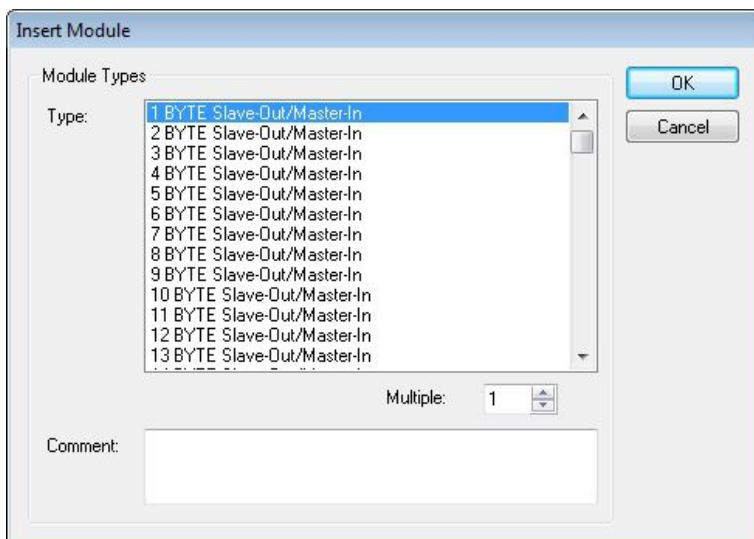 Insert Module
Module Types
Type:
1 BYTE Slave-Out/Master-In
2 BYTE Slave-Out/Master-In
3 BYTE Slave-Out/Master-In
4 BYTE Slave-Out/Master-In
5 BYTE Slave-Out/Master-In
6 BYTE Slave-Out/Master-In
7 BYTE Slave-Out/Master-In
8 BYTE Slave-Out/Master-In
9 BYTE Slave-Out/Master-In
10 BYTE Slave-Out/Master-In
11 BYTE Slave-Out/Master-In
12 BYTE Slave-Out/Master-In
13 BYTE Slave-Out/Master-In
OK
Cancel
Multiple: 1
Comment: